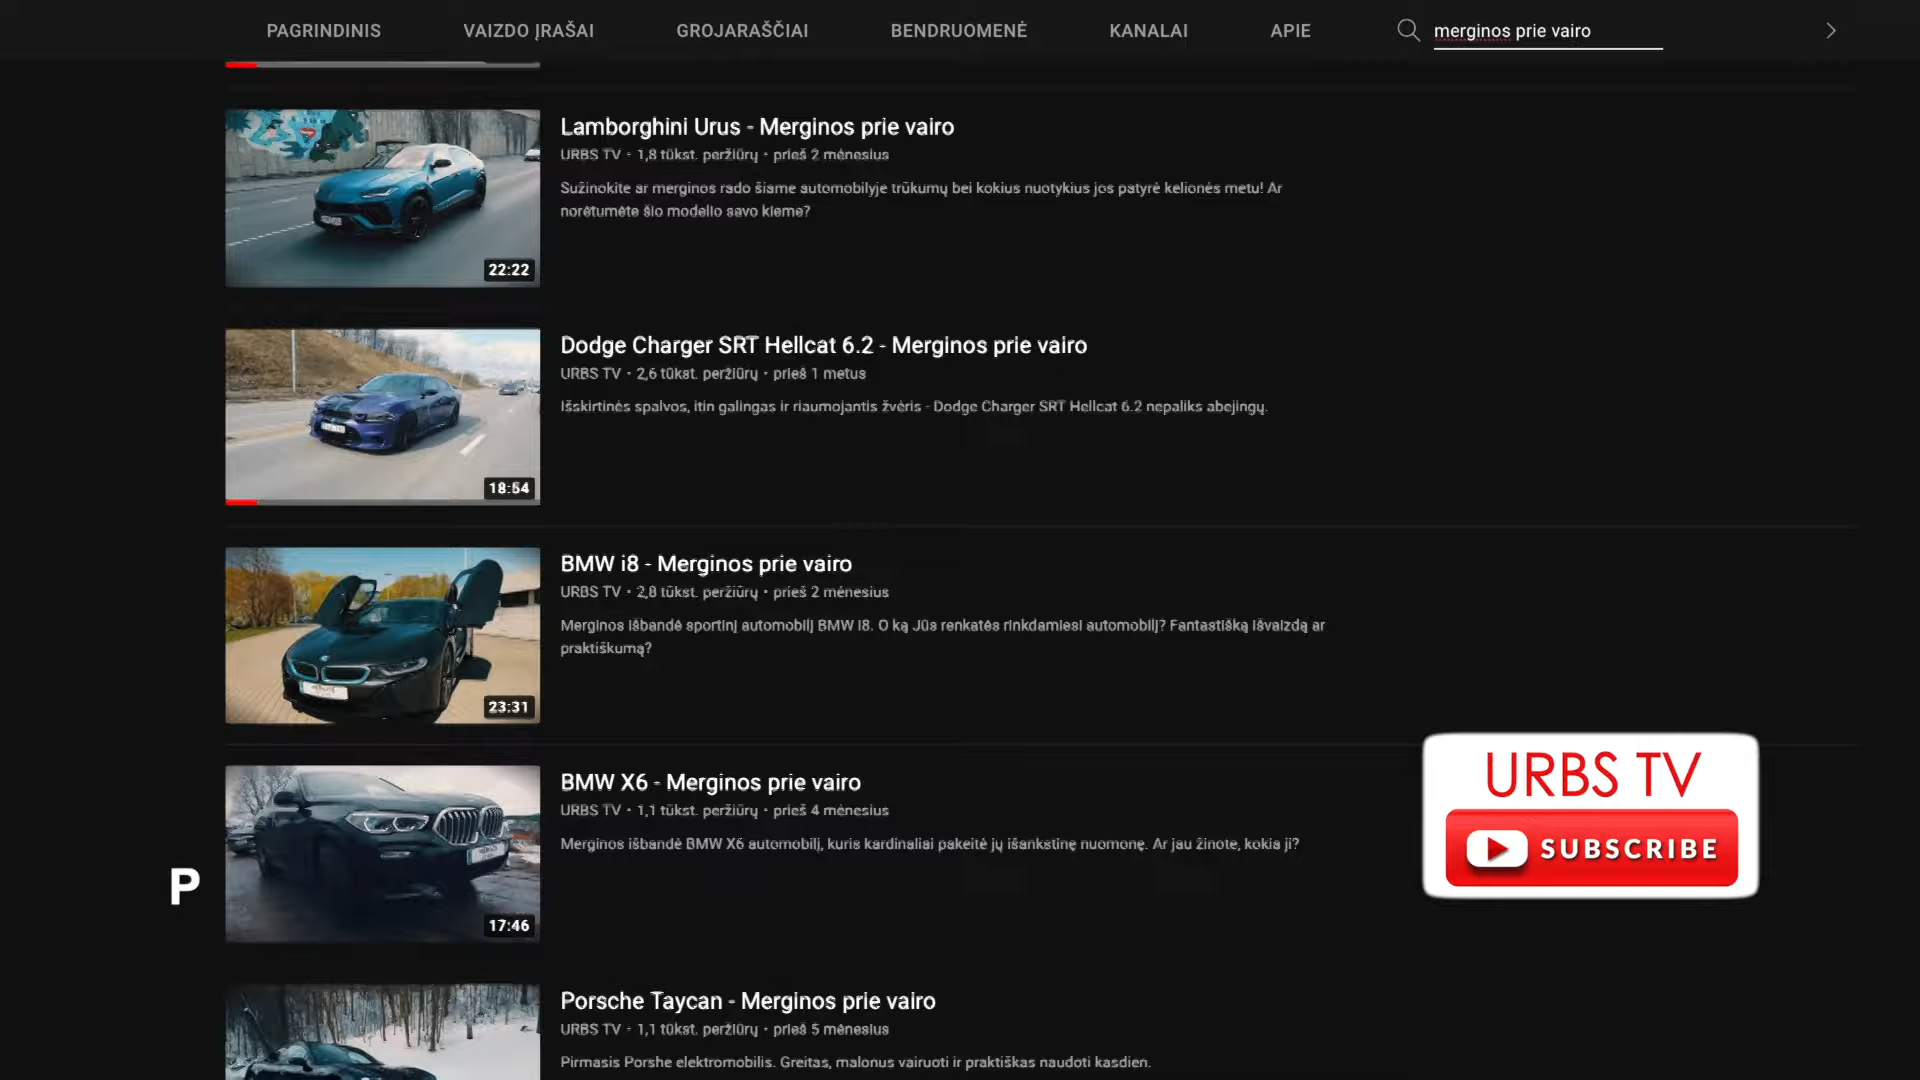 PAGRINDINIS VAIZDO ĮRAŠAI GROJARAŠČIAI BENDRUOMENĖ KANALAI APIE merginos prie vairo
Lamborghini Urus - Merginos prie vairo
URBS TV • 1,8 tūkst. peržiūrų • prieš 2 mėnesius
Sužinokite ar merginos rado šiame automobilyje trūkumų bei kokius nuotykius jos patyrė kelionės metu! Ar
norėtumėte šio modelio savo kieme?
22:22
Dodge Charger SRT Hellcat 6.2 - Merginos prie vairo
URBS TV • 2,6 tūkst. peržiūrų • prieš 1 metus
Išskirtinės spalvos, itin galingas ir riaumojantis žvėris - Dodge Charger SRT Hellcat 6.2 nepaliks abejingų.
18:54
BMW i8 - Merginos prie vairo
URBS TV • 2,8 tūkst. peržiūrų • prieš 2 mėnesius
Merginos išbandė sportinį automobilį BMW i8. O ką Jūs renkatės rinkdamiesi automobilį? Fantastišką išvaizdą ar
praktiškumą?
23:31
BMW X6 - Merginos prie vairo
URBS TV • 1,1 tūkst. peržiūrų • prieš 4 mėnesius
Merginos išbandė BMW X6 automobilį, kuris kardinaliai pakeitė jų išankstinę nuomonę. Ar jau žinote, kokia ji?
17:46
URBS TV
SUBSCRIBE
P
Porsche Taycan - Merginos prie vairo
URBS TV • 1,1 tūkst. peržiūrų • prieš 5 mėnesius
Pirmasis Porshe elektromobilis. Greitas, malonus vairuoti ir praktiškas naudoti kasdien.